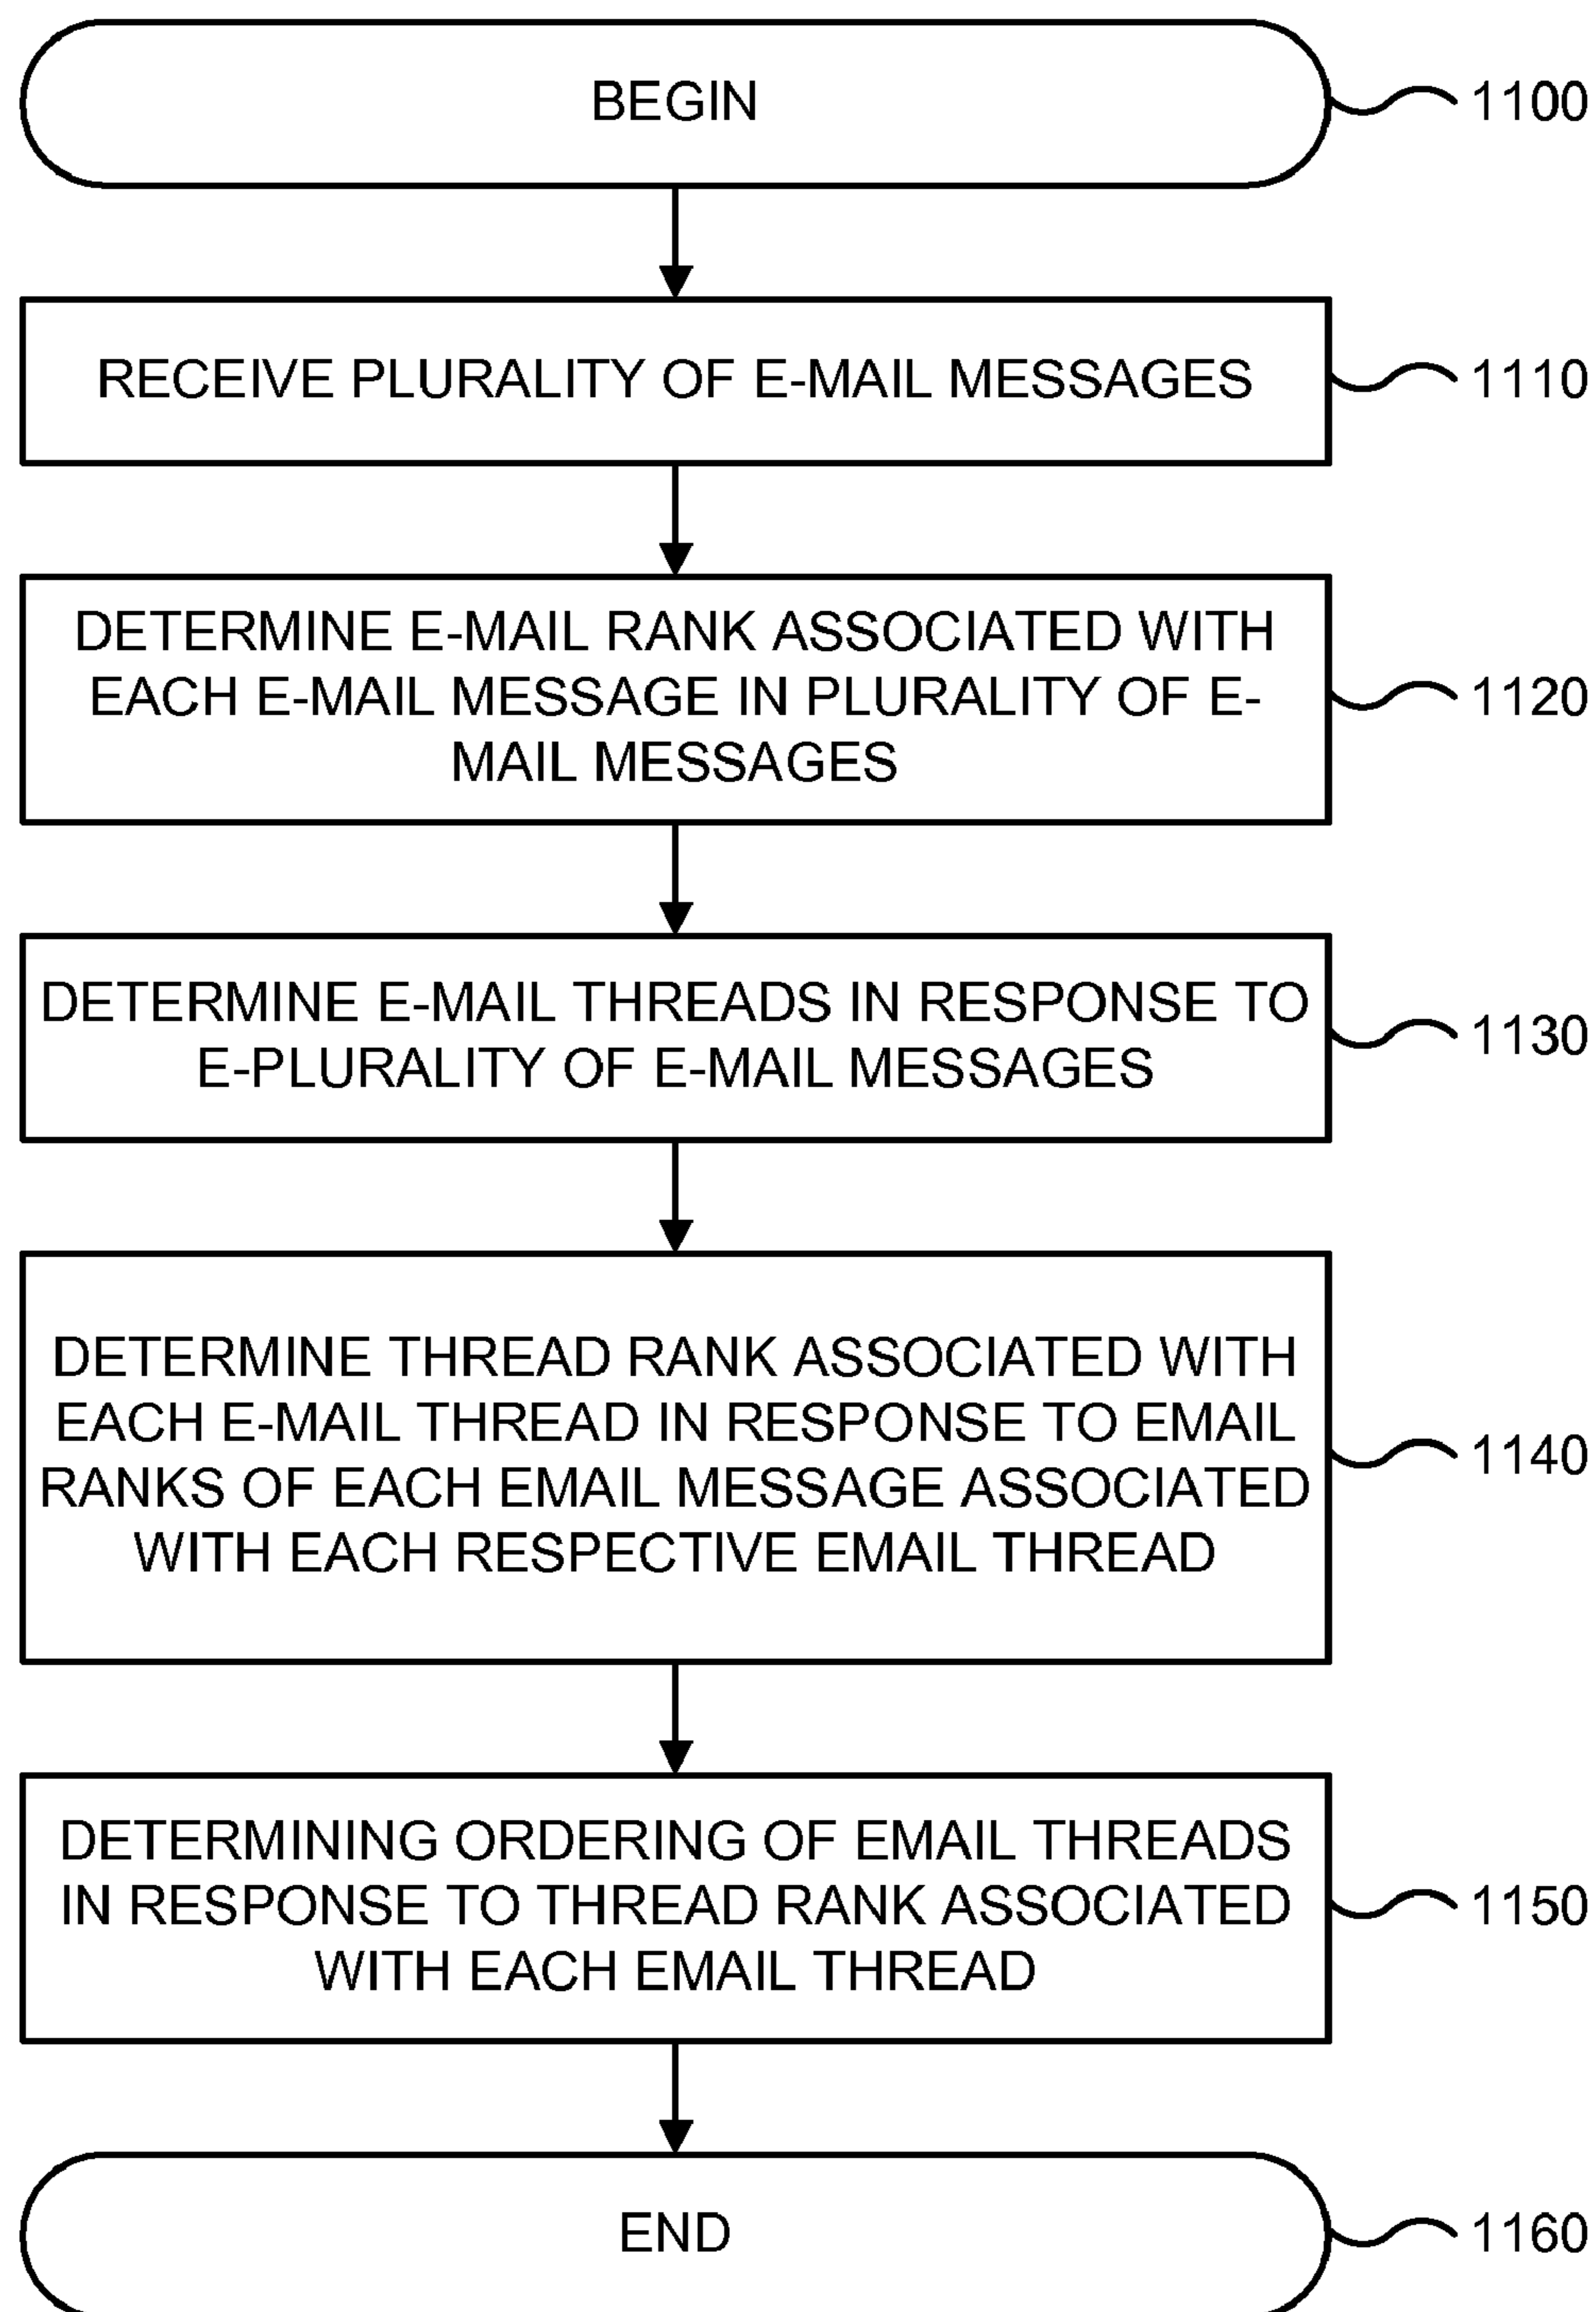 BEGIN
1100
RECEIVE PLURALITY OF E-MAIL MESSAGES
1110
DETERMINE E-MAIL RANK ASSOCIATED WITH
EACH E-MAIL MESSAGE IN PLURALITY OF E-
MAIL MESSAGES
1120
DETERMINE E-MAIL THREADS IN RESPONSE TO
E-PLURALITY OF E-MAIL MESSAGES
1130
DETERMINE THREAD RANK ASSOCIATED WITH
EACH E-MAIL THREAD IN RESPONSE TO EMAIL
RANKS OF EACH EMAIL MESSAGE ASSOCIATED
WITH EACH RESPECTIVE EMAIL THREAD
1140
DETERMINING ORDERING OF EMAIL THREADS
IN RESPONSE TO THREAD RANK ASSOCIATED
WITH EACH EMAIL THREAD
1150
END
1160